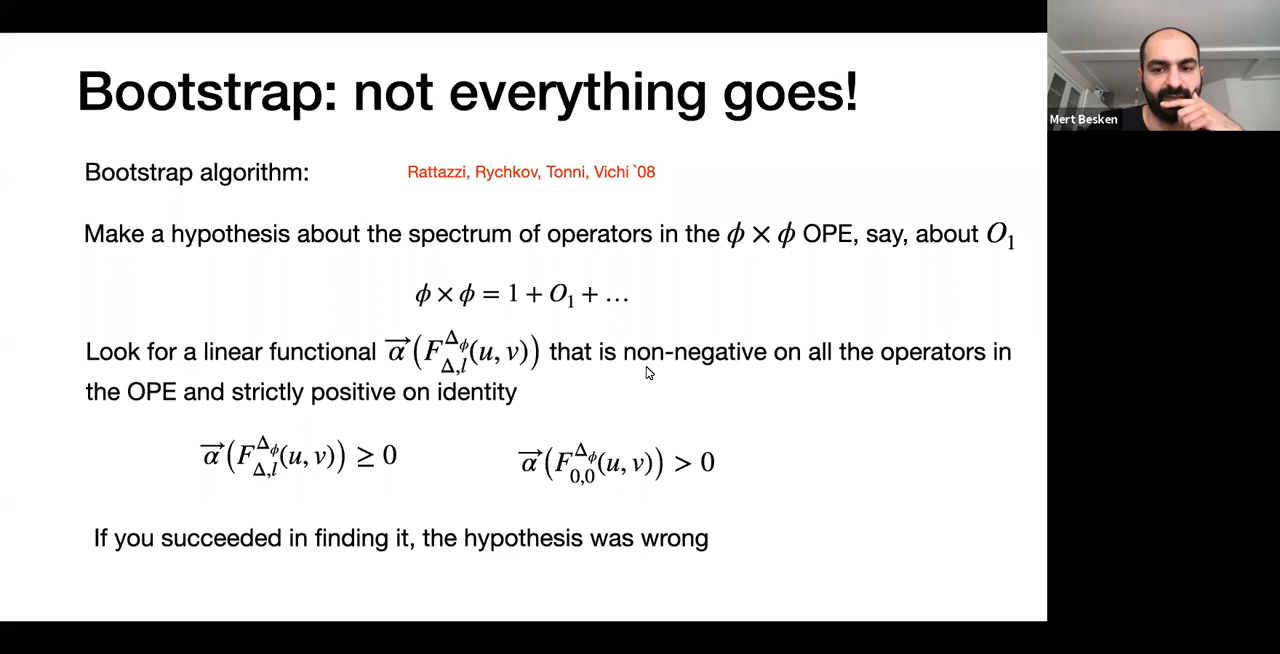 Bootstrap: not everything goes!
Mert Besken
Bootstrap algorithm: Rattazzi, Rychkov, Tonni, Vichi `08
Make a hypothesis about the spectrum of operators in the ϕ × ϕ OPE, say, about O₁
ϕ × ϕ = 1 + O₁ + …
Look for a linear functional α⃗(F^{Δ_ϕ}_{Δ,l}(u, v)) that is non-negative on all the operators in
the OPE and strictly positive on identity
α⃗(F^{Δ_ϕ}_{Δ,l}(u, v)) ≥ 0 α⃗(F^{Δ_ϕ}_{0,0}(u, v)) > 0
If you succeeded in finding it, the hypothesis was wrong